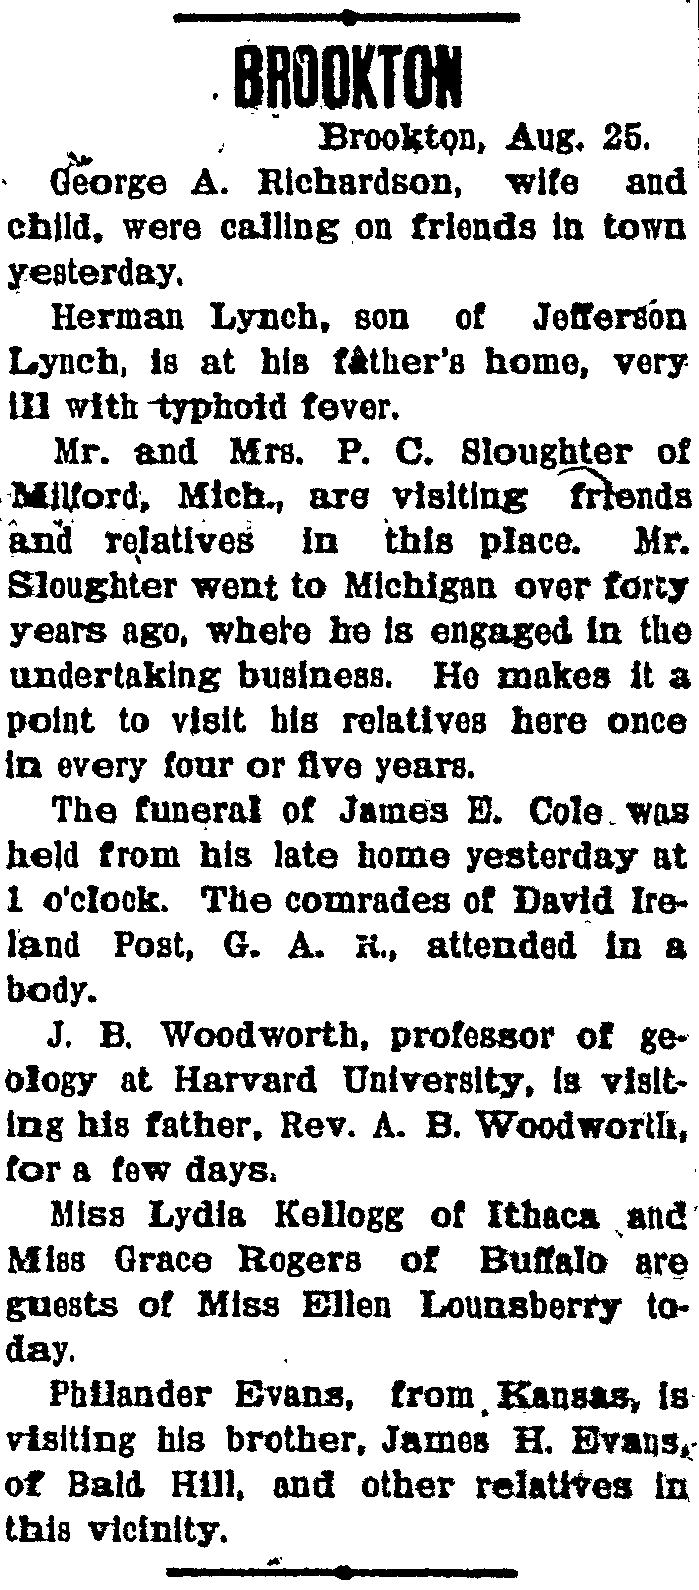 BROOKTON
Brookton, Aug. 25.
George A. Richardson, wife and
child, were calling on friends in town
yesterday.
Herman Lynch, son of Jefferson
Lynch, is at his father's home, very
ill with typhoid fever.
Mr. and Mrs. P. C. Sloughter of
Milford, Mich., are visiting friends
and relatives in this place. Mr.
Sloughter went to Michigan over forty
years ago, where he is engaged in the
undertaking business. He makes it a
point to visit his relatives here once
in every four or five years.
The funeral of James E. Cole was
held from his late home yesterday at
1 o'clock. The comrades of David Ire-
land Post, G. A. R., attended in a
body.
J. B. Woodworth, professor of ge-
ology at Harvard University, is visit-
ing his father, Rev. A. B. Woodworth,
for a few days.
Miss Lydia Kellogg of Ithaca and
Miss Grace Rogers of Buffalo are
guests of Miss Ellen Lounsberry to-
day.
Philander Evans, from Kansas, is
visiting his brother, James H. Evans,
of Bald Hill, and other relatives in
this vicinity.